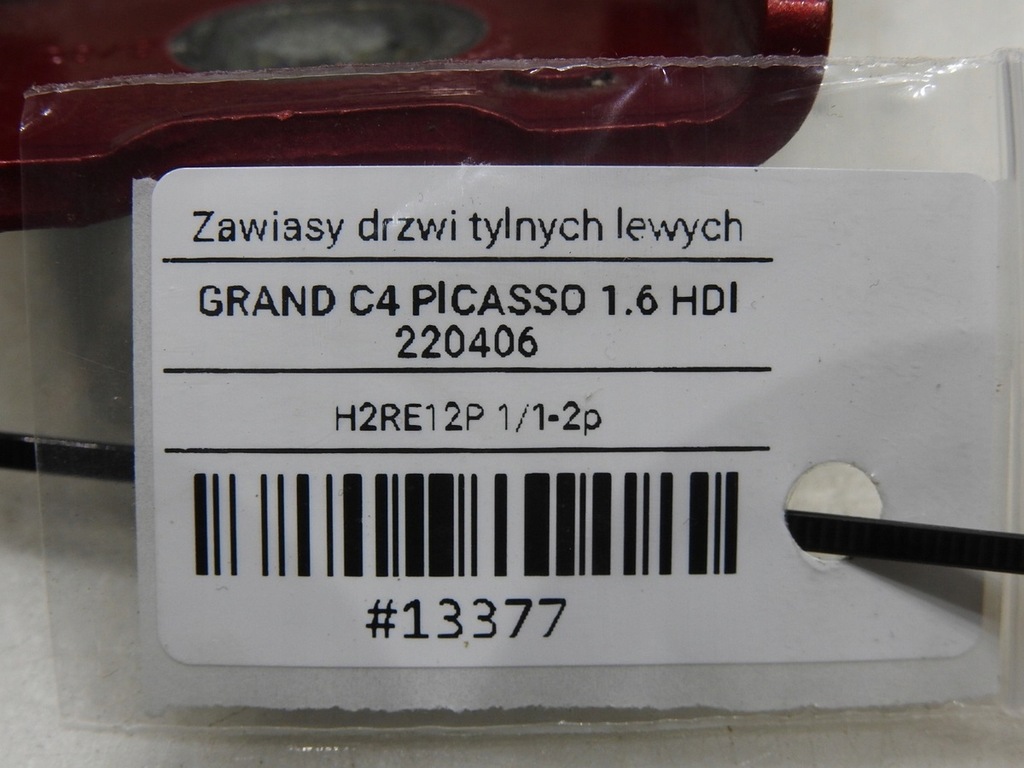 Zawiasy drzwi tylnych lewych
GRAND C4 PICASSO 1.6 HDI
220406
H2RE12P 1/1-2p
#13377